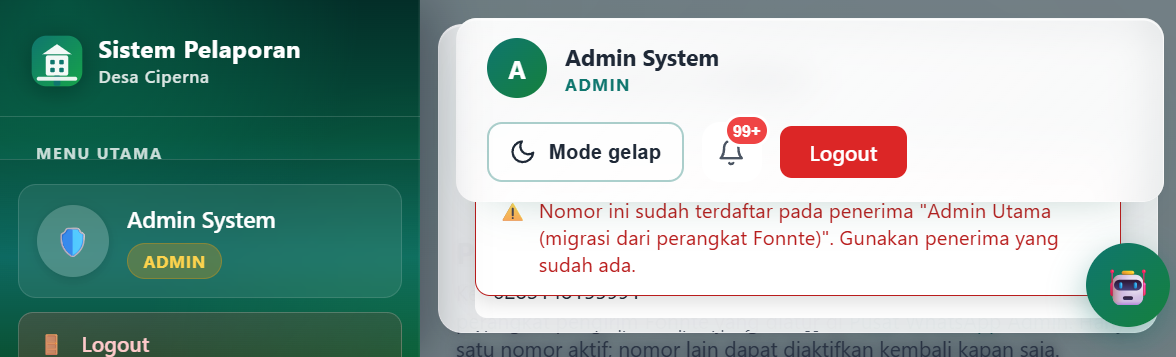 Sistem Pelaporan
Desa Ciperna
MENU UTAMA
Admin System
ADMIN
Logout
A
Admin System
ADMIN
Mode gelap
99+
Logout
Nomor ini sudah terdaftar pada penerima "Admin Utama
(migrasi dari perangkat Fonnte)". Gunakan penerima yang
sudah ada.
satu nomor aktif; nomor lain dapat diaktifkan kembali kapan saja.